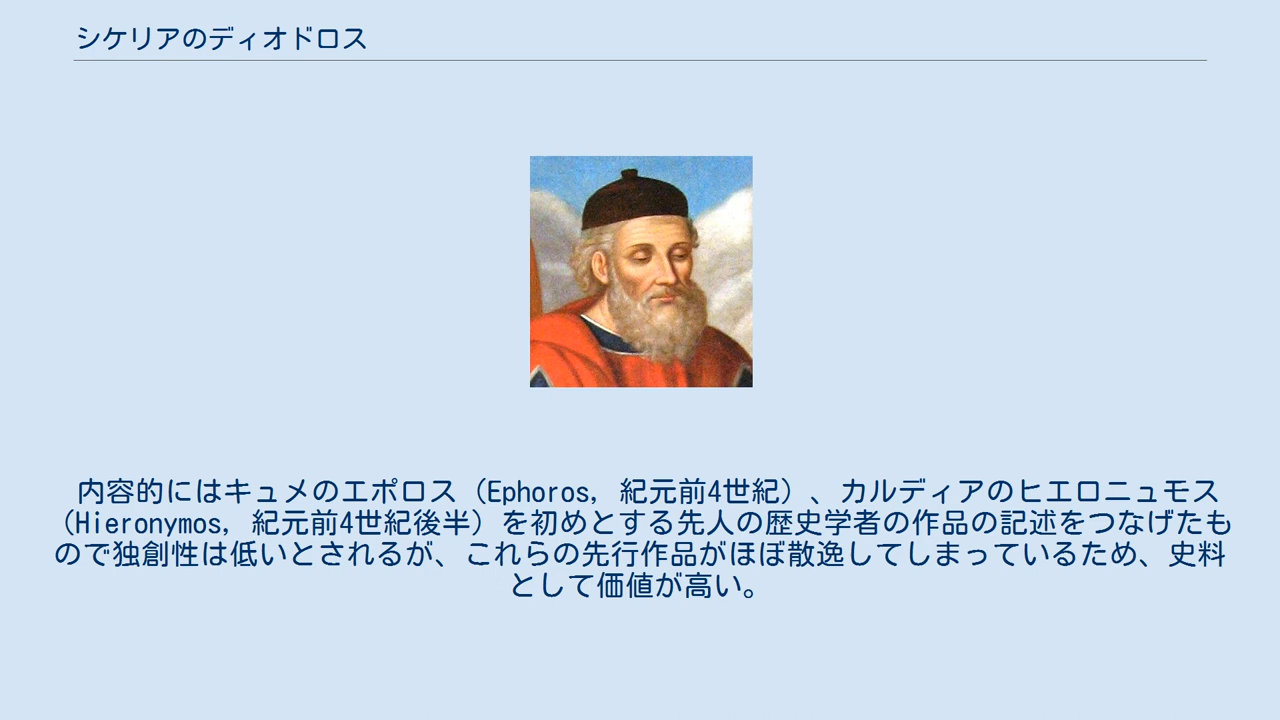 シケリアのディオドロス
内容的にはキュメのエポロス（Ephoros, 紀元前4世紀）、カルディアのヒエロニュモス
（Hieronymos, 紀元前4世紀後半）を初めとする先人の歴史学者の作品の記述をつなげたも
ので独創性は低いとされるが、これらの先行作品がほぼ散逸してしまっているため、史料
として価値が高い。